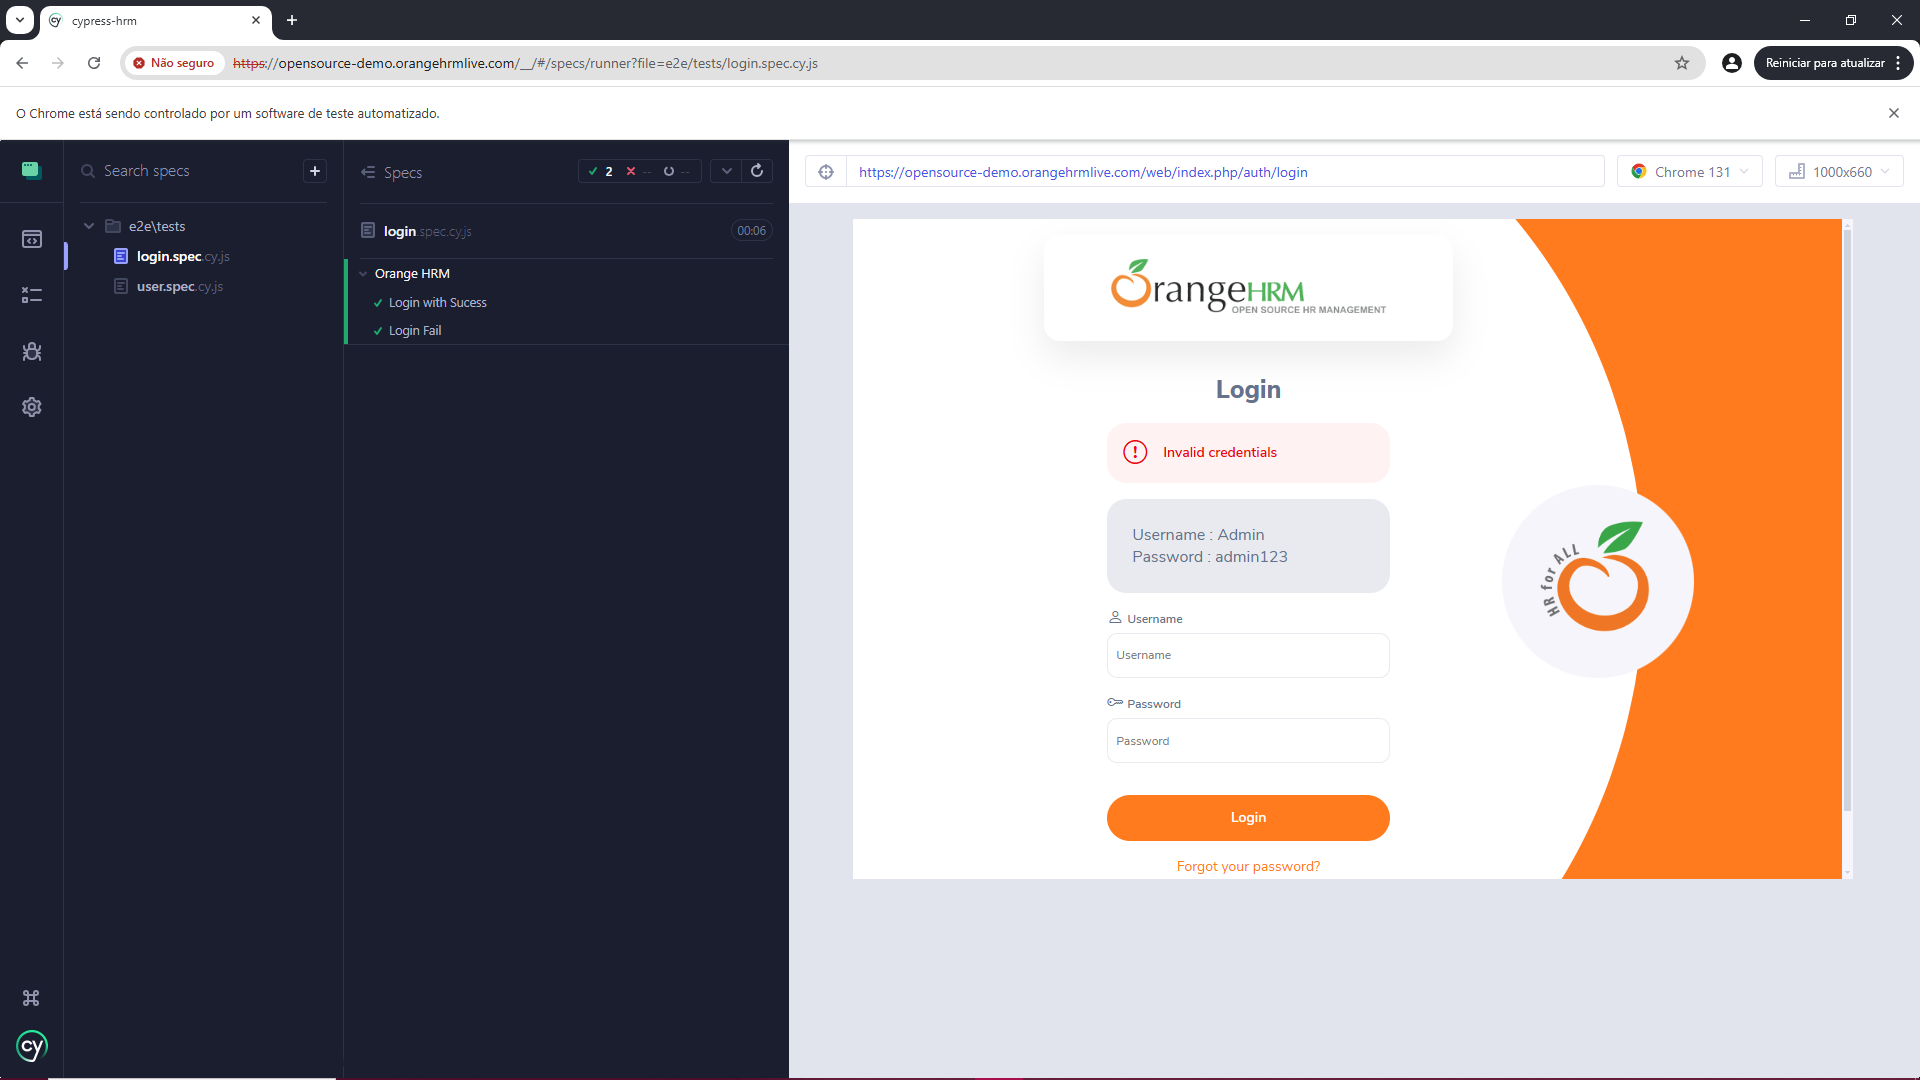 cypress-hrm
Não seguro
https://opensource-demo.orangehrmlive.com/__/#/specs/runner?file=e2e/tests/login.spec.cy.js
Reiniciar para atualizar
O Chrome está sendo controlado por um software de teste automatizado.
Search specs
e2e\tests
login.spec.cy.js
user.spec.cy.js
Specs
2
--
--
login.spec.cy.js
00:06
Orange HRM
Login with Sucess
Login Fail
https://opensource-demo.orangehrmlive.com/web/index.php/auth/login
Chrome 131
1000x660
OrangeHRM
OPEN SOURCE HR MANAGEMENT
Login
Invalid credentials
Username : Admin
Password : admin123
Username
Username
Password
Password
Login
Forgot your password?
HR for ALL
cy